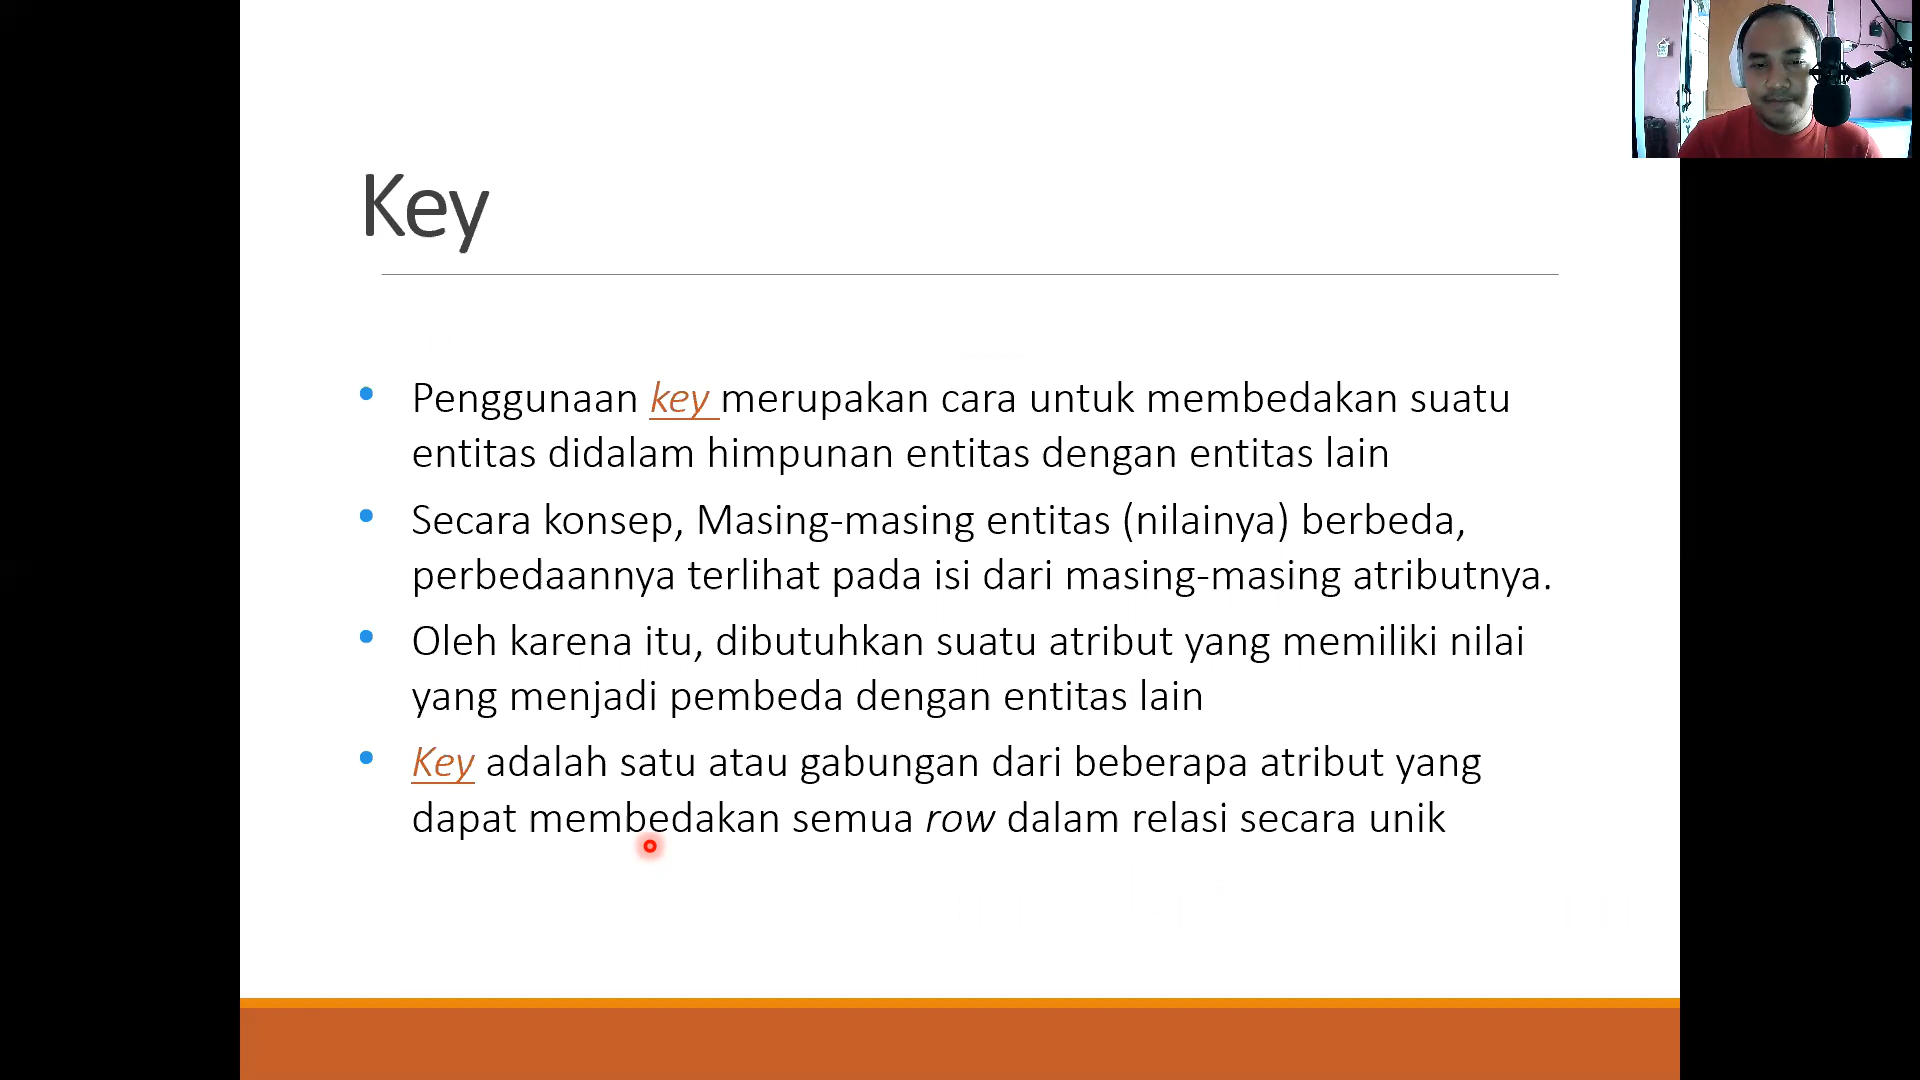 Key
Penggunaan key merupakan cara untuk membedakan suatu
entitas didalam himpunan entitas dengan entitas lain
Secara konsep, Masing-masing entitas (nilainya) berbeda,
perbedaannya terlihat pada isi dari masing-masing atributnya.
Oleh karena itu, dibutuhkan suatu atribut yang memiliki nilai
yang menjadi pembeda dengan entitas lain
Key adalah satu atau gabungan dari beberapa atribut yang
dapat membedakan semua row dalam relasi secara unik